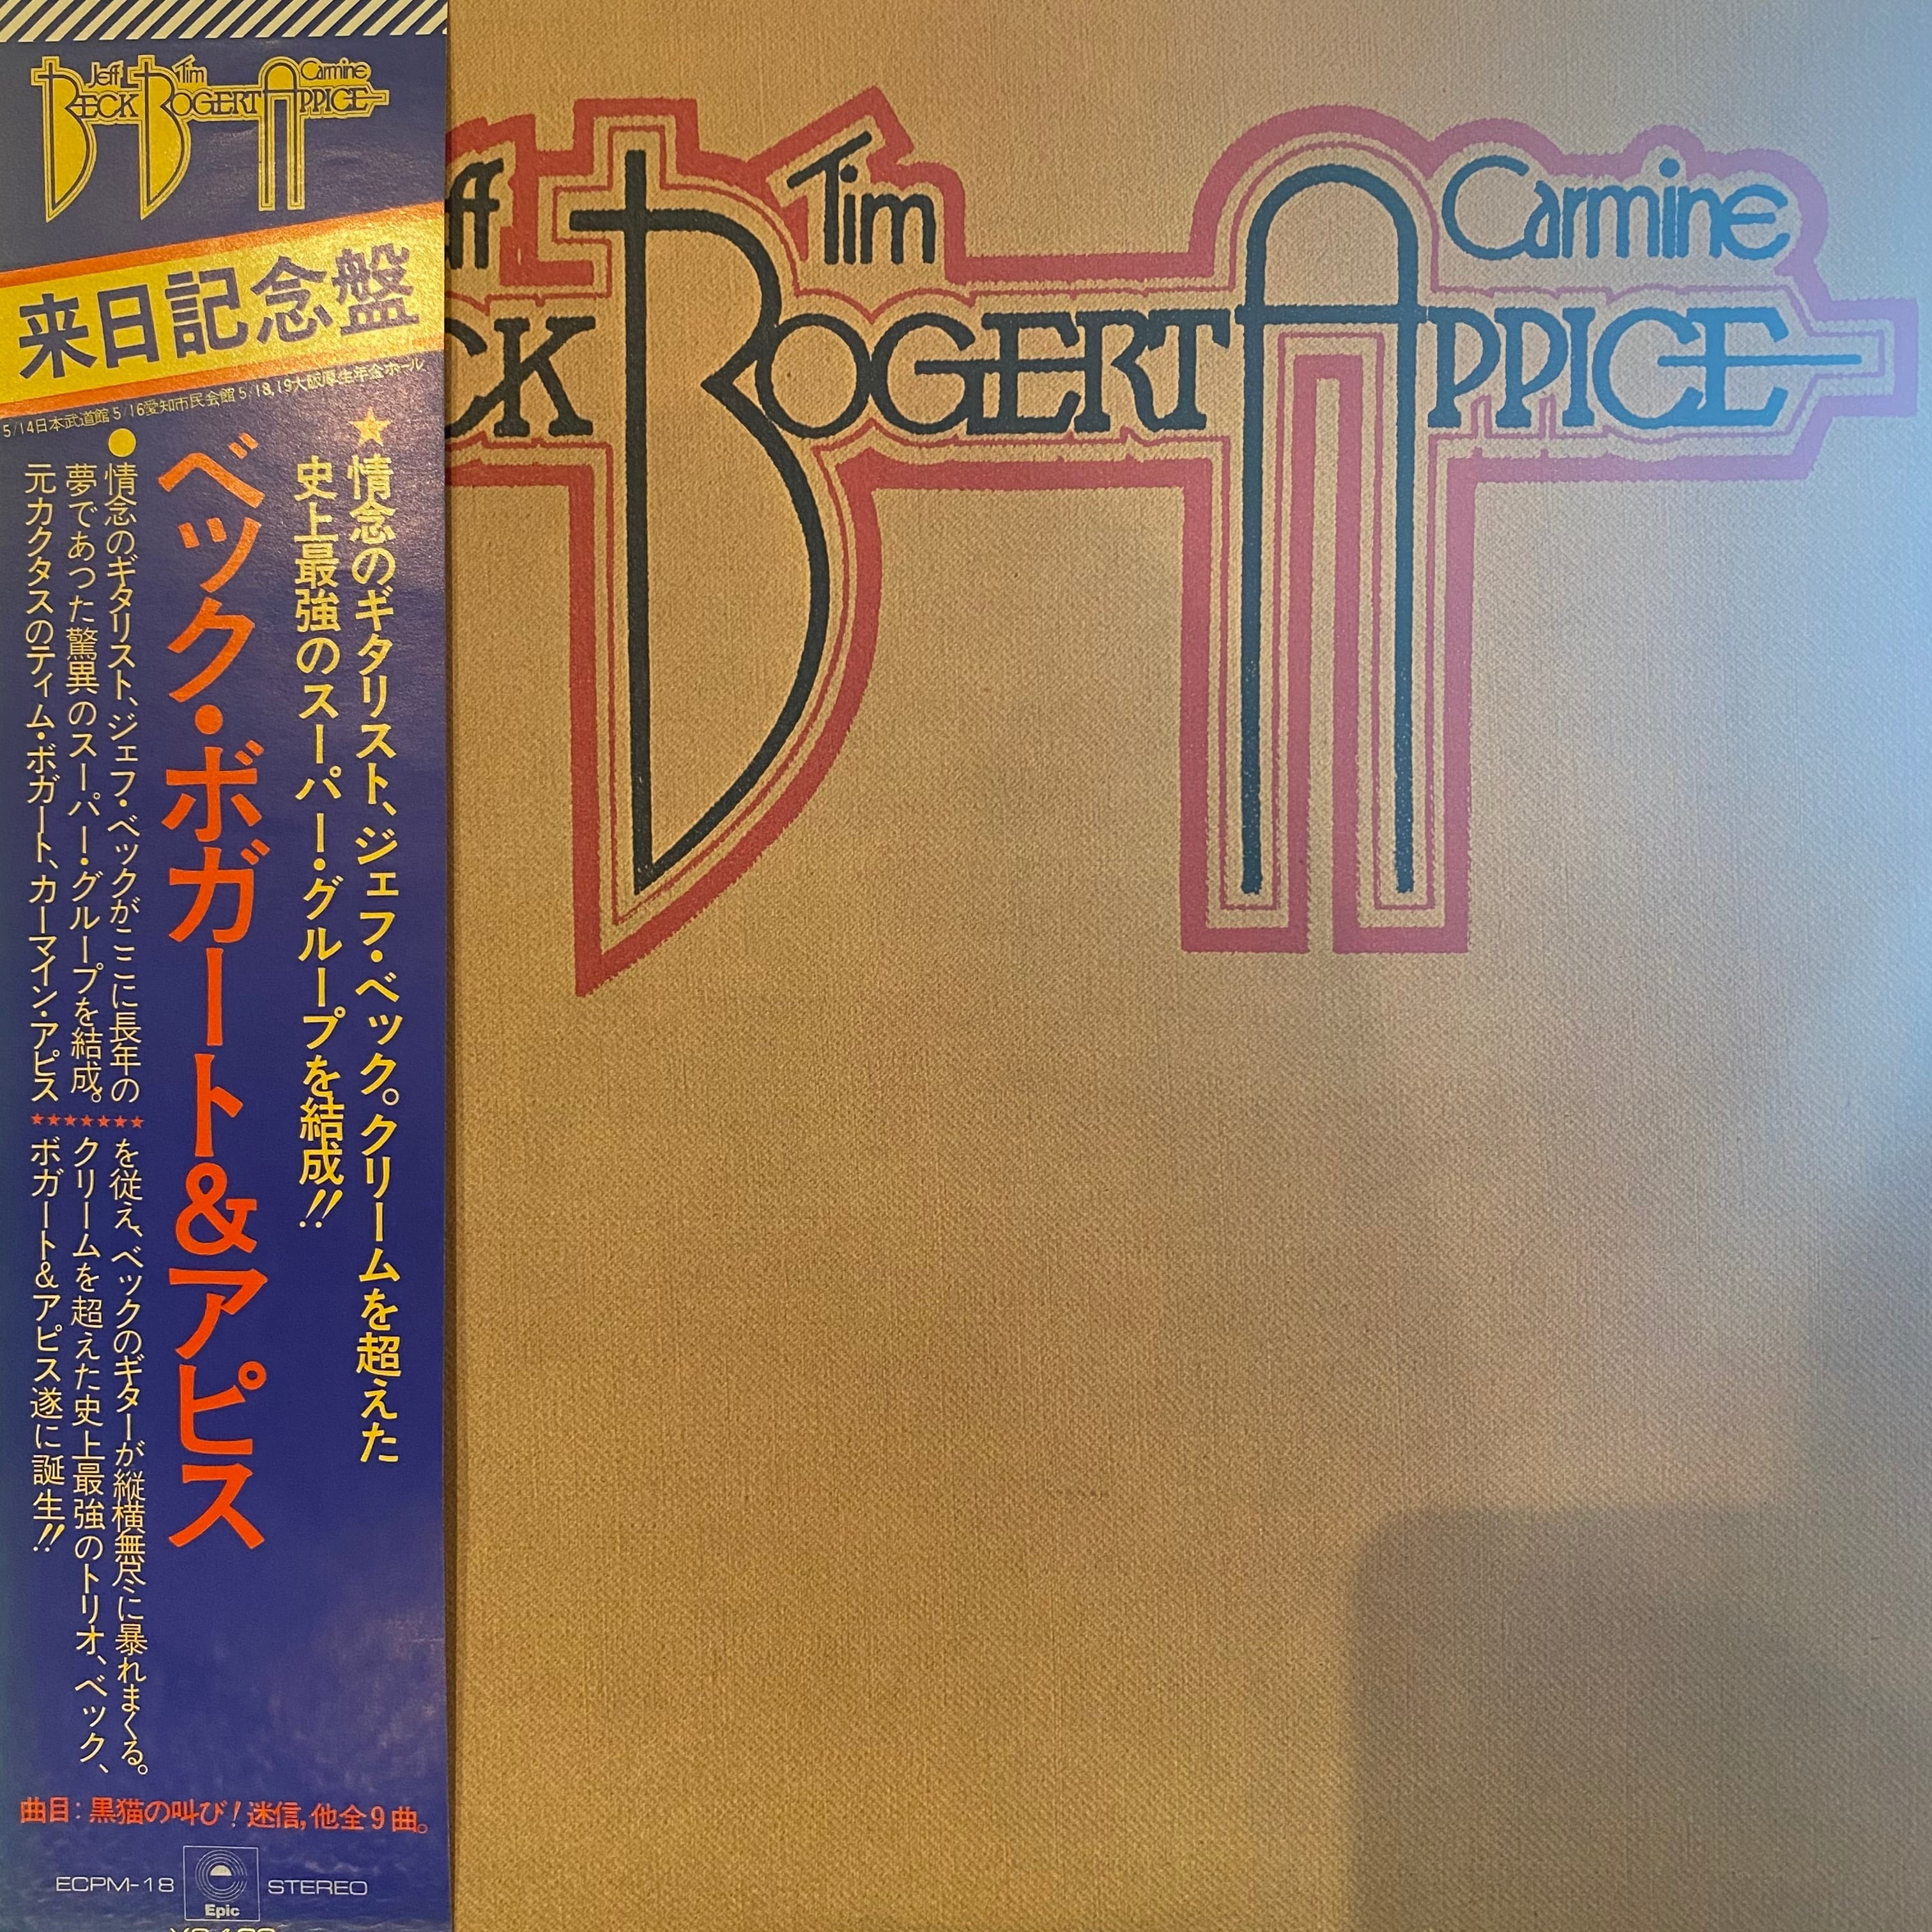 Jeff Tim Carmine
BECK BOGERT APPICE
来日記念盤
5/14日本武道館 5/16愛知市民会館 5/18,19大阪厚生年金ホール
★情念のギタリスト、ジェフ・ベック。クリームを超えた
史上最強のスーパー・グループを結成!!
ベック・ボガート&アピス
●情念のギタリスト、ジェフ・ベックがここに長年の
夢であつた驚異のスーパー・グループを結成。
元カクタスのティム・ボガート、カーマイン・アピス
★★★★★★★
を従え、ベックのギターが縦横無尽に暴れまくる。
クリームを超えた史上最強のトリオ、ベック、
ボガート&アピス遂に誕生!!
曲目:黒猫の叫び!迷信,他全9曲。
ECPM-18 Epic STEREO
eff Tim Carmine
CK BOGERT APPICE